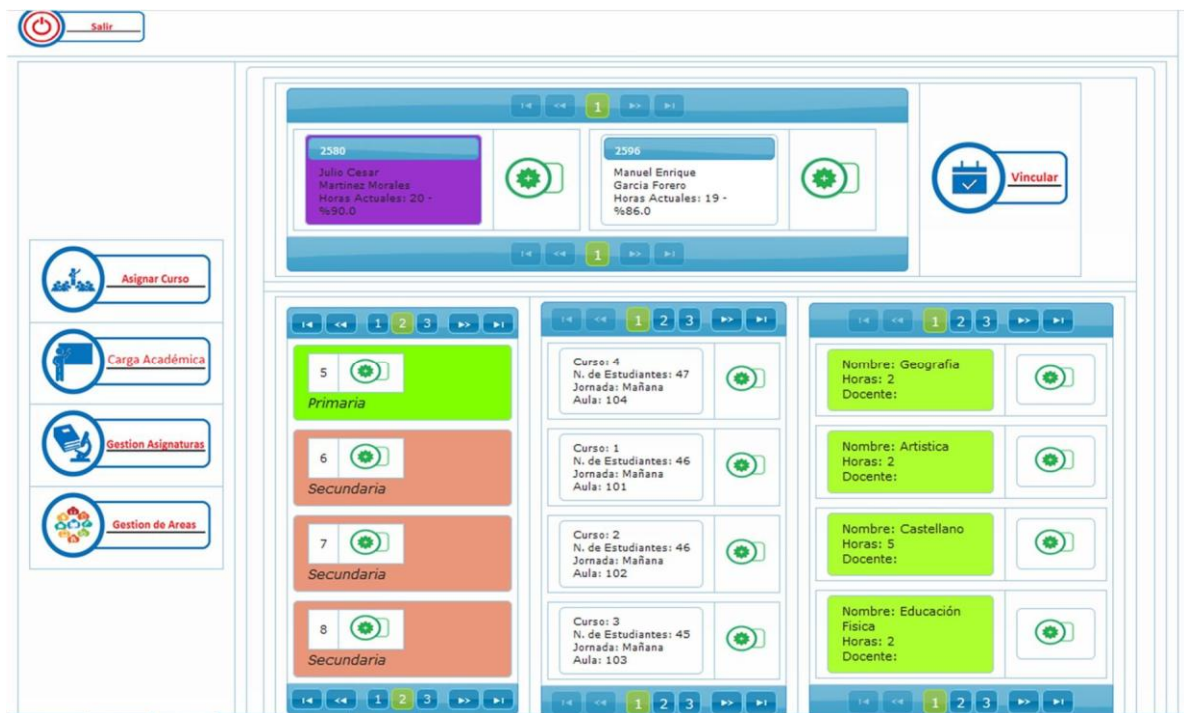 Salir
1
2580
Julio Cesar
Martinez Morales
Horas Actuales: 20 -
%90.0
2596
Manuel Enrique
Garcia Forero
Horas Actuales: 19 -
%86.0
Vincular
1
Asignar Curso
Carga Académica
Gestion Asignaturas
Gestion de Areas
1 2 3
5
Primaria
6
Secundaria
7
Secundaria
8
Secundaria
1 2 3
1 2 3
Curso: 4
N. de Estudiantes: 47
Jornada: Mañana
Aula: 104
Curso: 1
N. de Estudiantes: 46
Jornada: Mañana
Aula: 101
Curso: 2
N. de Estudiantes: 46
Jornada: Mañana
Aula: 102
Curso: 3
N. de Estudiantes: 45
Jornada: Mañana
Aula: 103
1 2 3
1 2 3
Nombre: Geografia
Horas: 2
Docente:
Nombre: Artistica
Horas: 2
Docente:
Nombre: Castellano
Horas: 5
Docente:
Nombre: Educación
Fisica
Horas: 2
Docente:
1 2 3